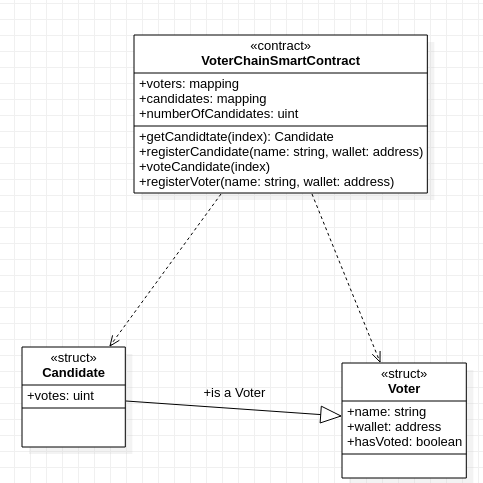 «contract»
VoterChainSmartContract
+voters: mapping
+candidates: mapping
+numberOfCandidates: uint
+getCandidtate(index): Candidate
+registerCandidate(name: string, wallet: address)
+voteCandidate(index)
+registerVoter(name: string, wallet: address)
«struct»
Candidate
+votes: uint
+is a Voter
«struct»
Voter
+name: string
+wallet: address
+hasVoted: boolean